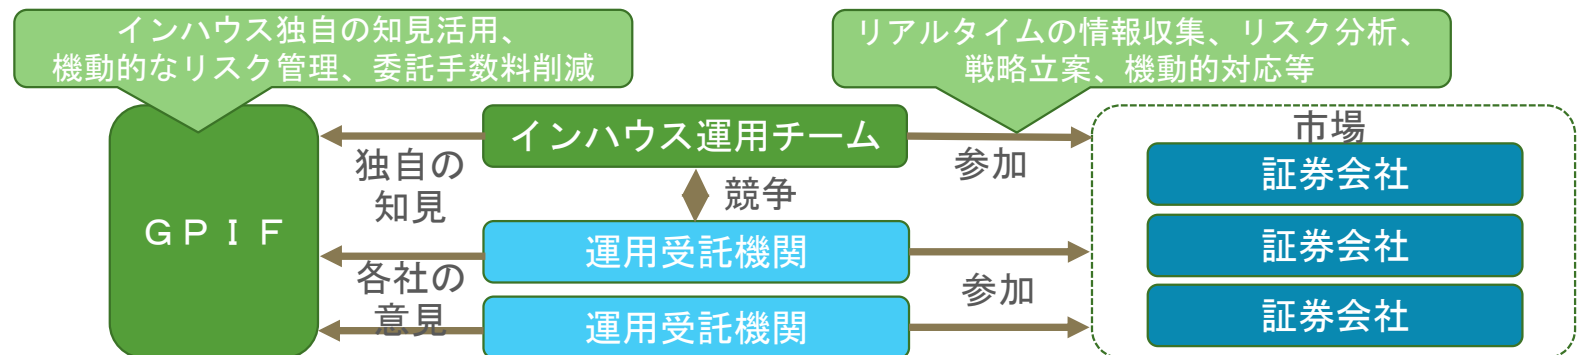 インハウス独自の知見活用、
機動的なリスク管理、委託手数料削減
リアルタイムの情報収集、リスク分析、
戦略立案、機動的対応等
GPIF
インハウス運用チーム
独自の
知見
参加
市場
証券会社
競争
運用受託機関
証券会社
各社の
意見
参加
運用受託機関
証券会社